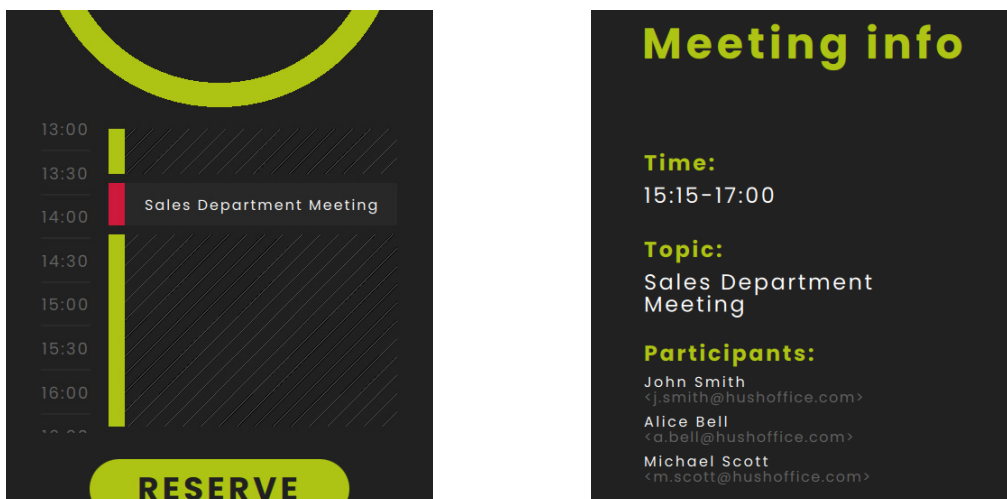 13:00
13:30
Sales Department Meeting
14:00
14:30
15:00
15:30
16:00
RESERVE
Meeting info
Time:
15:15-17:00
Topic:
Sales Department
Meeting
Participants:
John Smith
<j.smith@hushoffice.com>
Alice Bell
<a.bell@hushoffice.com>
Michael Scott
<m.scott@hushoffice.com>